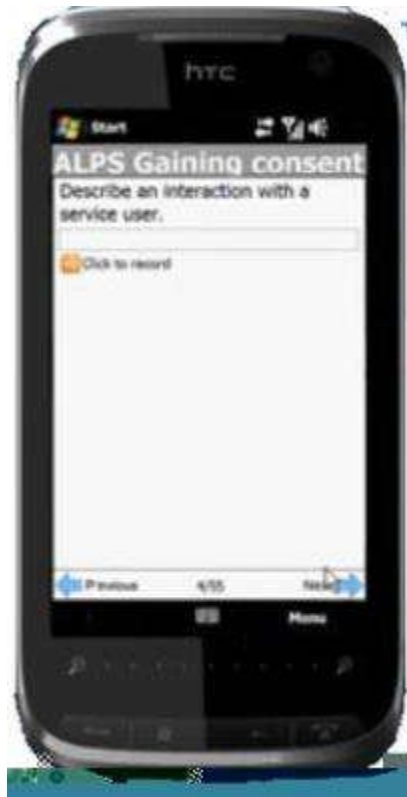 hTC
Start
ALPS Gaining consent
Describe an interaction with a
service user.
Click to record
Previous 4/55 Next
Menu